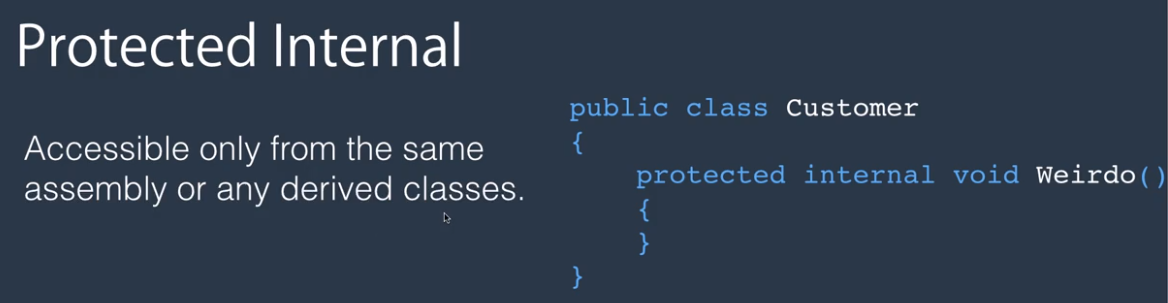 Protected Internal
Accessible only from the same
assembly or any derived classes.
public class Customer
{
protected internal void Weirdo()
{
}
}